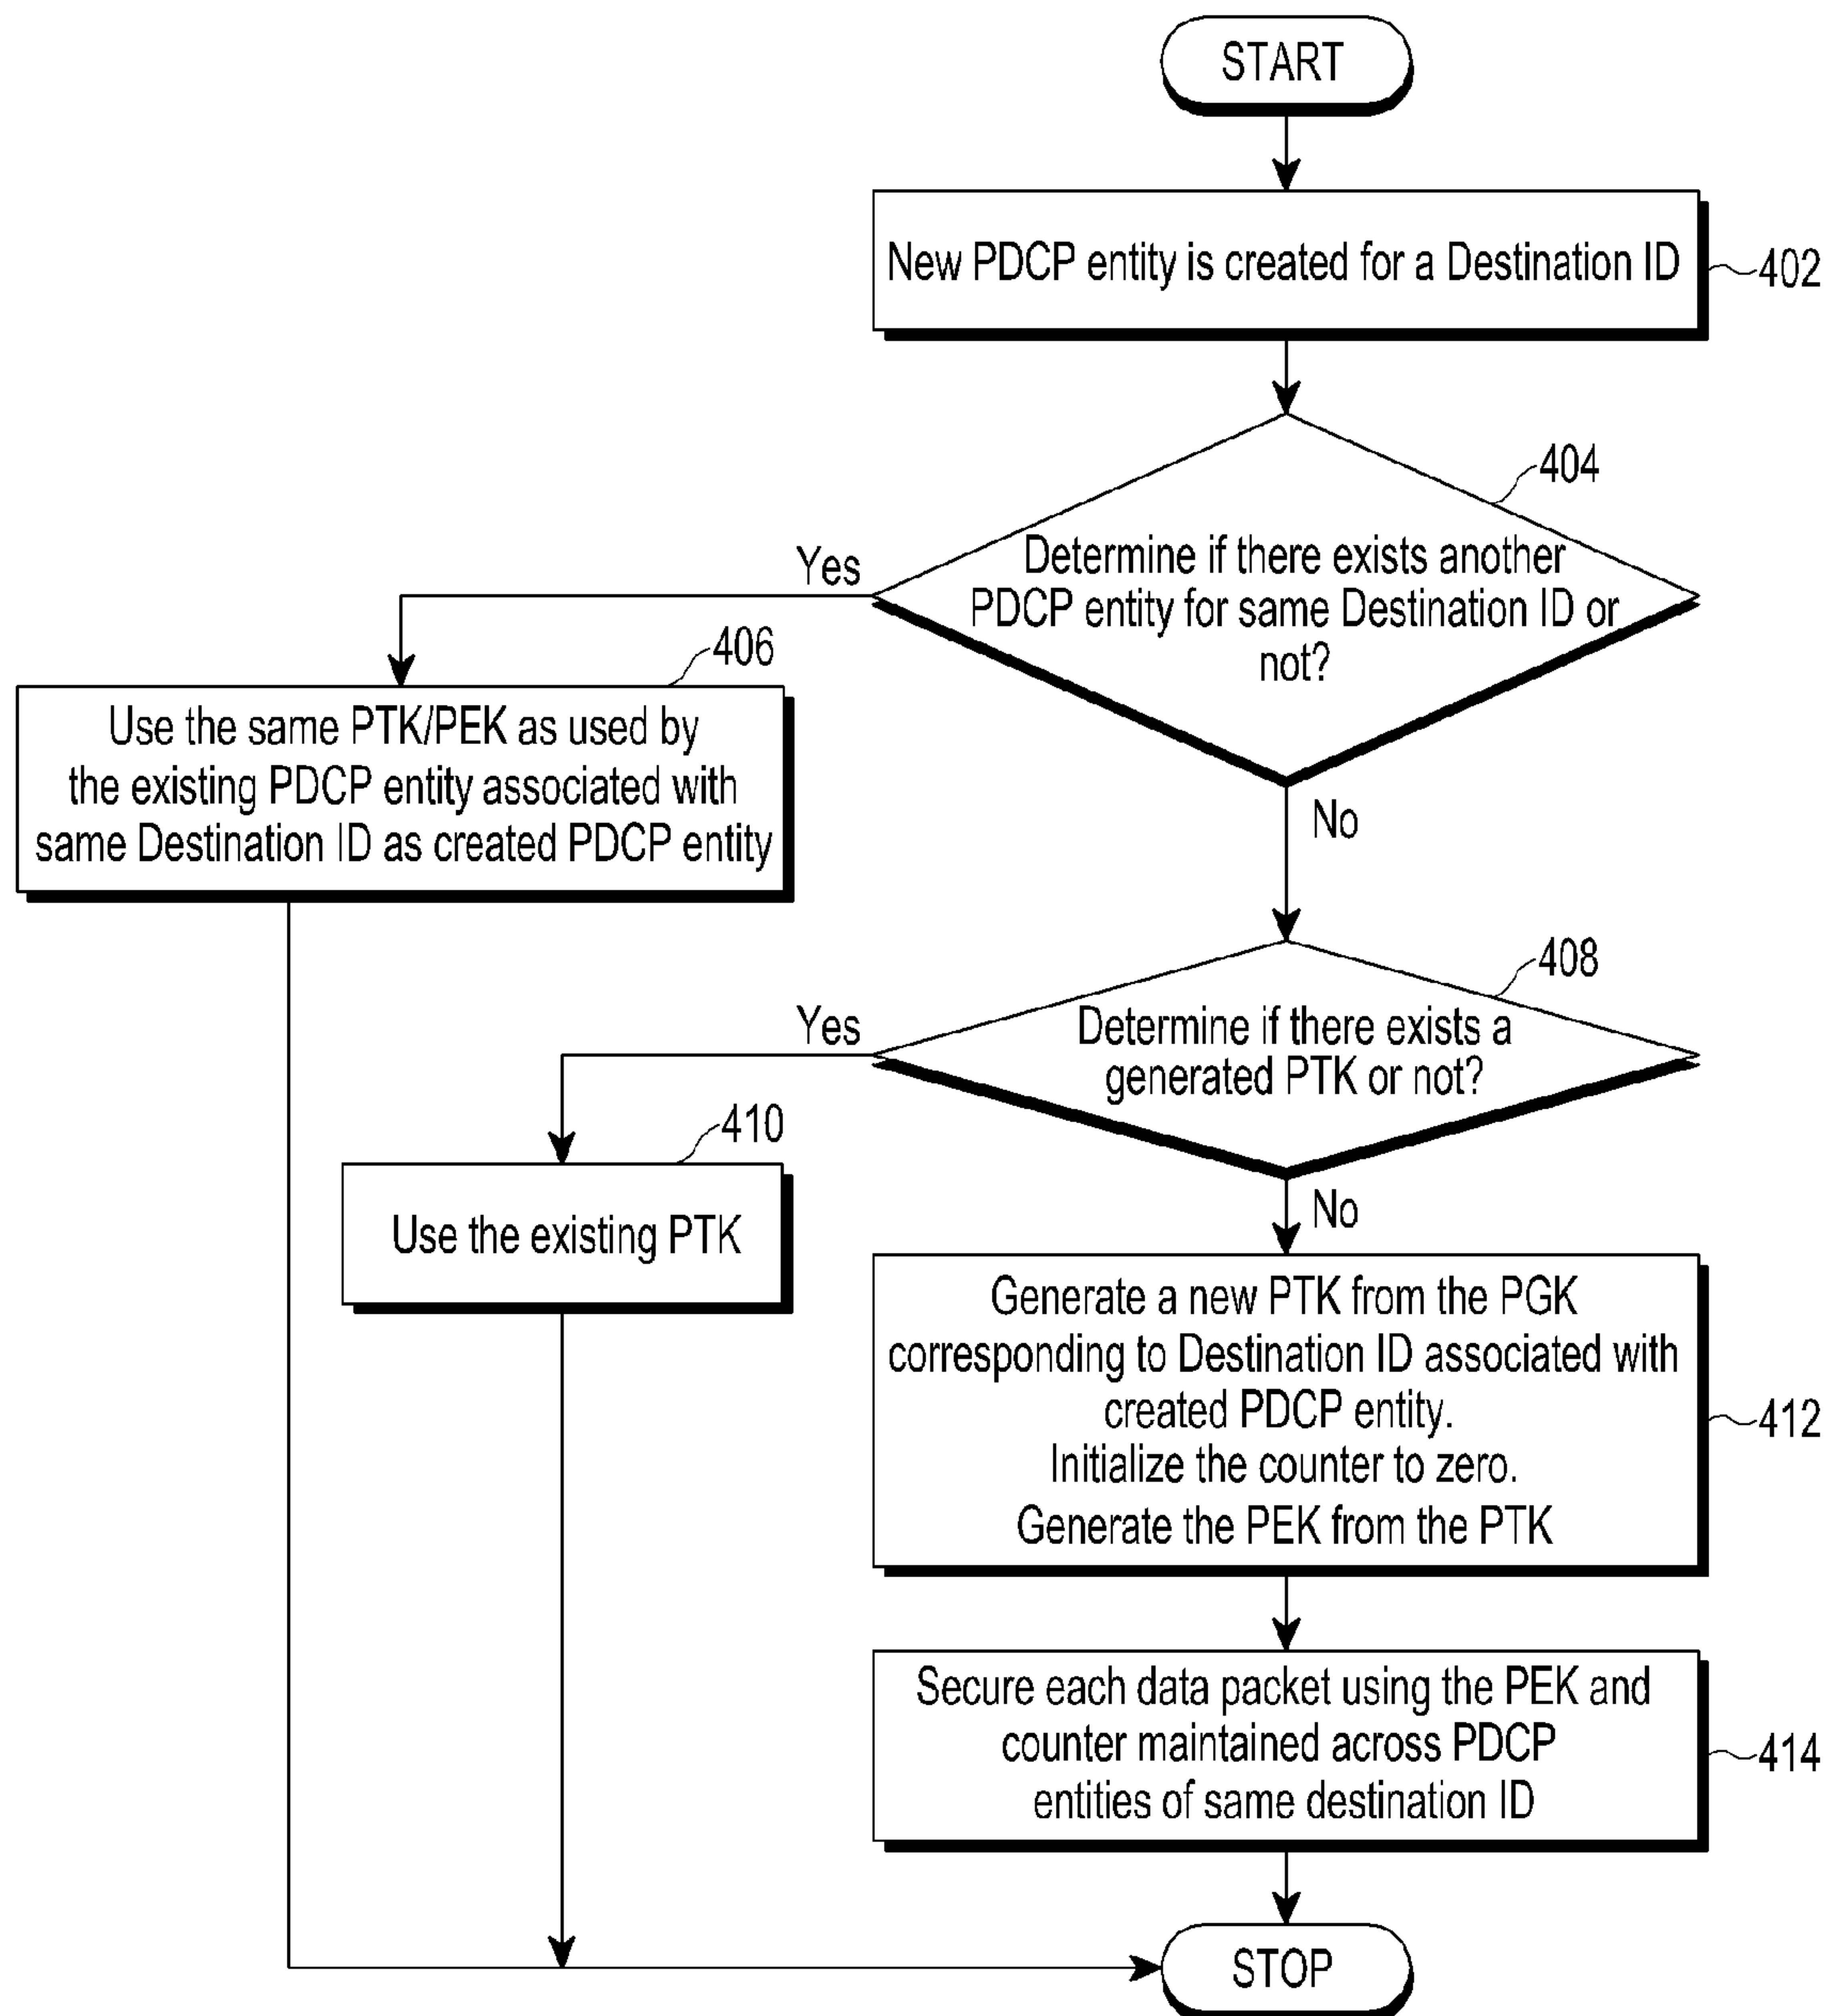 START
New PDCP entity is created for a Destination ID
402
404
Determine if there exists another
PDCP entity for same Destination ID or
not?
Yes
No
406
Use the same PTK/PEK as used by
the existing PDCP entity associated with
same Destination ID as created PDCP entity
408
Determine if there exists a
generated PTK or not?
Yes
No
410
Use the existing PTK
Generate a new PTK from the PGK
corresponding to Destination ID associated with
created PDCP entity.
Initialize the counter to zero.
Generate the PEK from the PTK
412
Secure each data packet using the PEK and
counter maintained across PDCP
entities of same destination ID
414
STOP